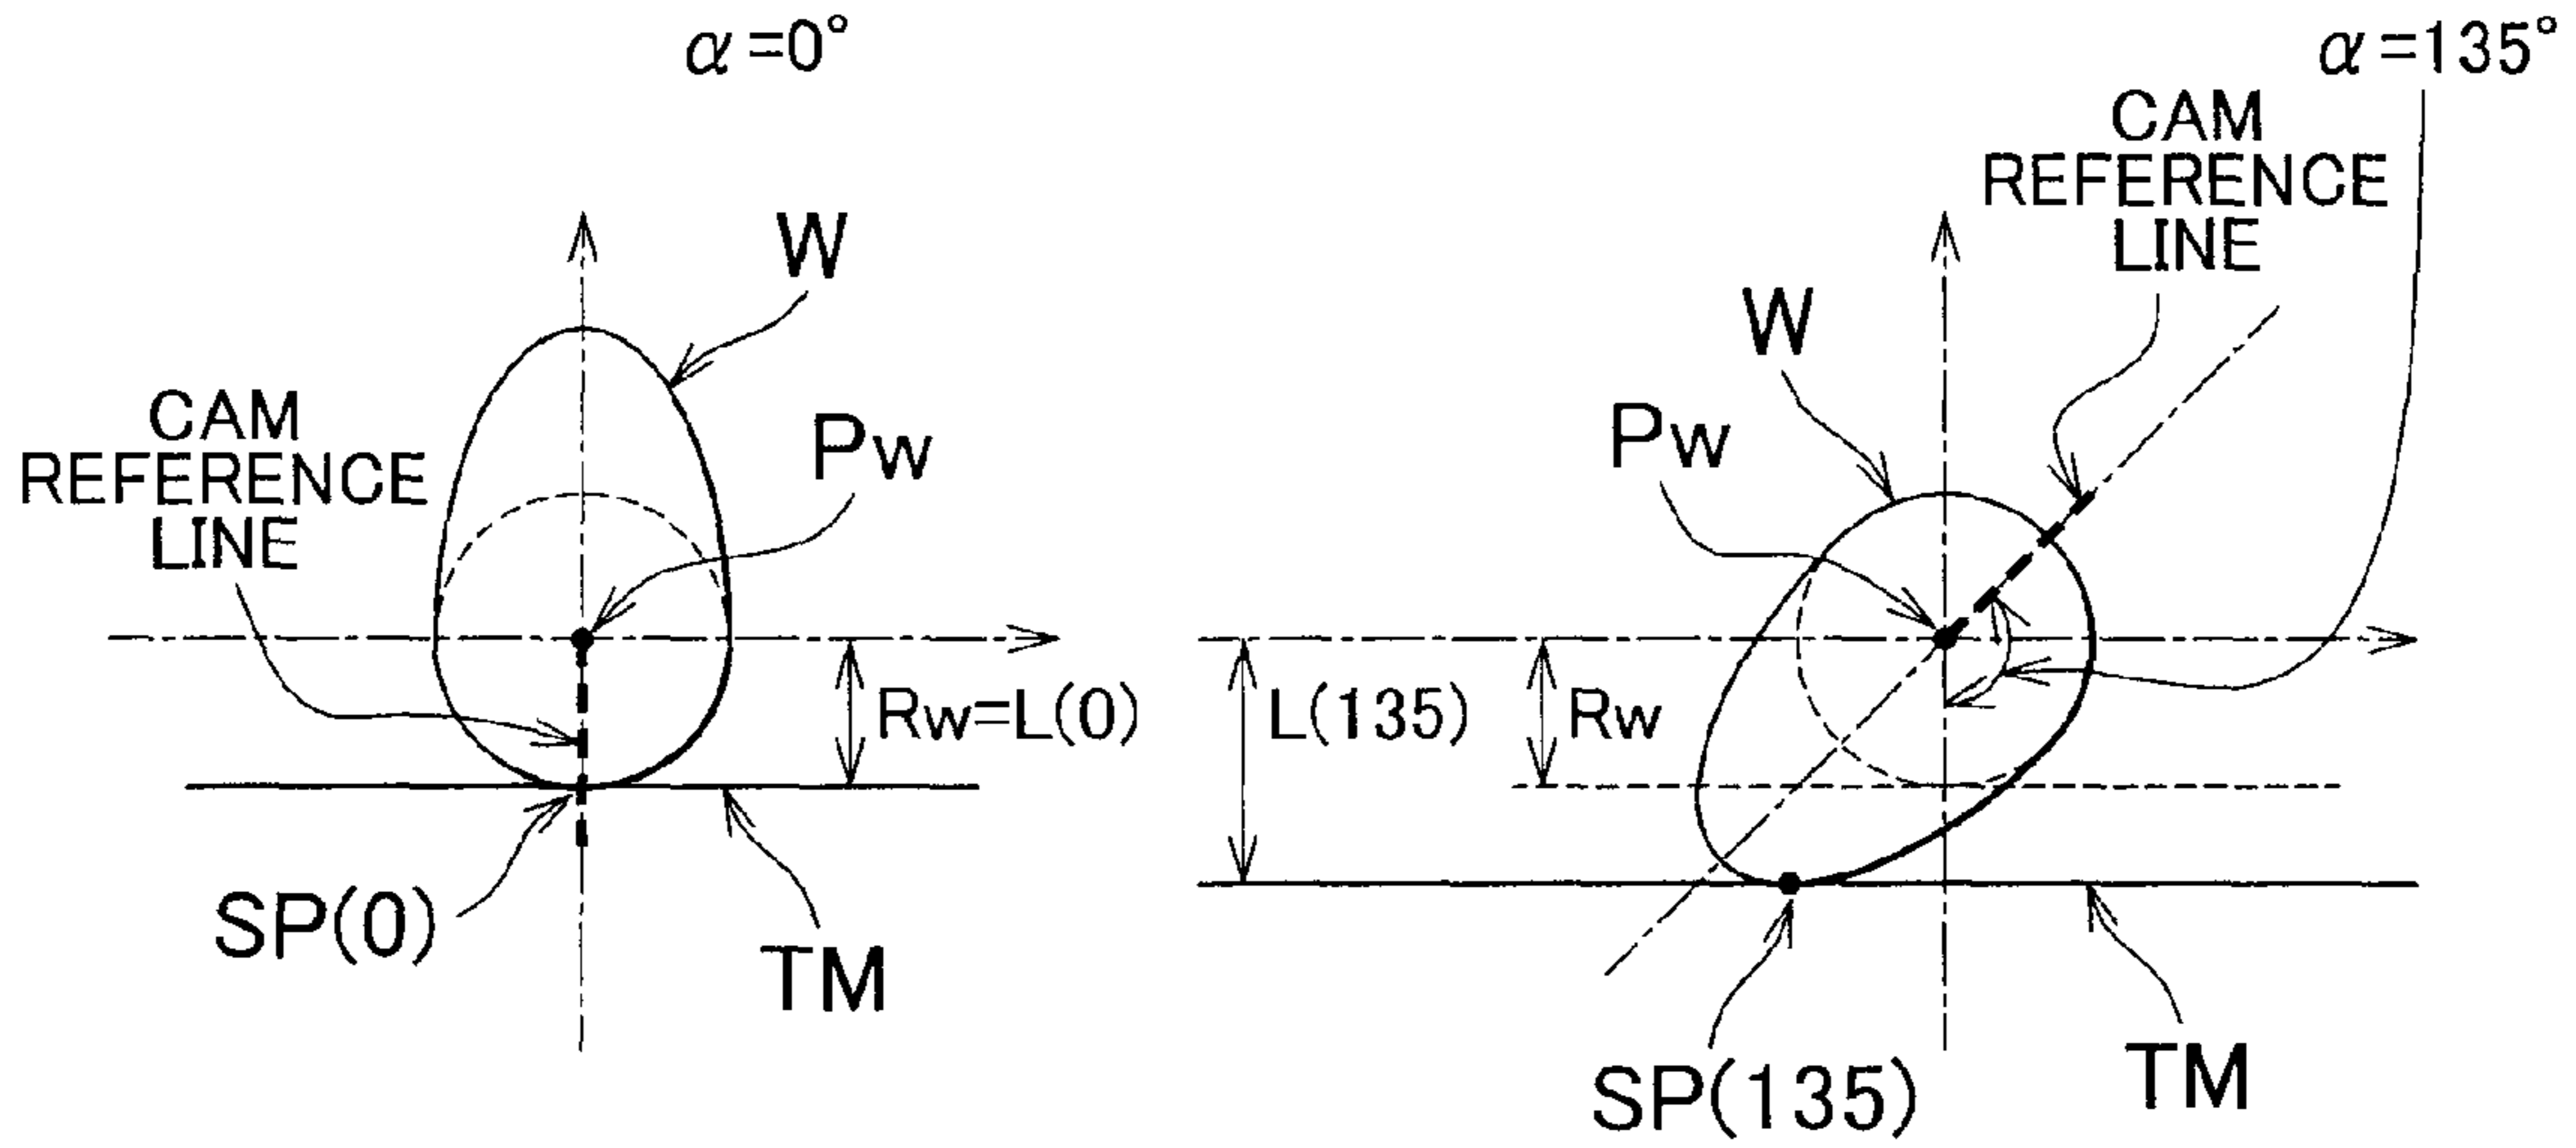 α=0°
W
CAM
REFERENCE
LINE
Pw
Rw=L(0)
SP(0)
TM
α=135°
CAM
REFERENCE
LINE
W
Pw
L(135)
Rw
SP(135)
TM